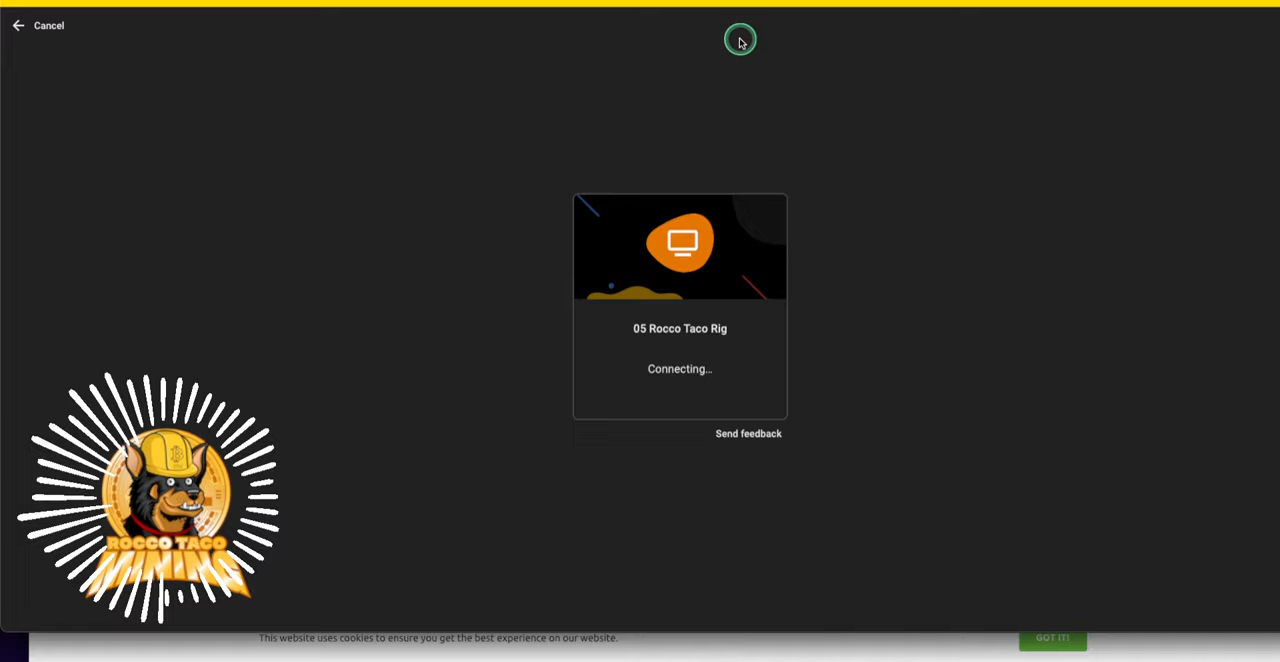 Cancel
05 Rocco Taco Rig
Connecting...
Send feedback
ROCCO TACO
MINING
This website uses cookies to ensure you get the best experience on our website.
GOT IT!